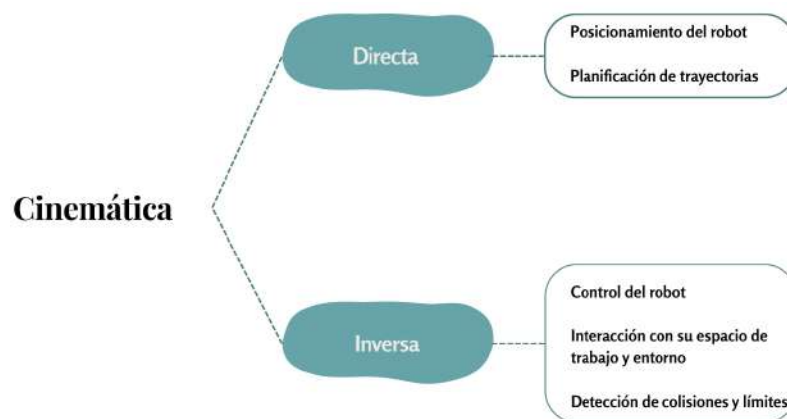 Cinemática
Directa
Posicionamiento del robot
Planificación de trayectorias
Inversa
Control del robot
Interacción con su espacio de
trabajo y entorno
Detección de colisiones y límites